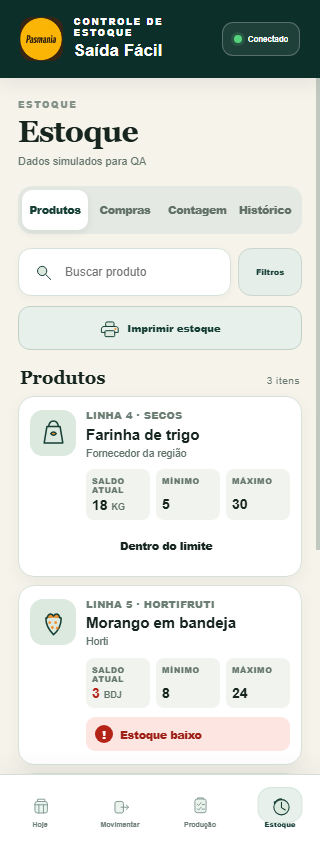 Pasmania
CONTROLE DE
ESTOQUE
Saída Fácil
Conectado
ESTOQUE
Estoque
Dados simulados para QA
Produtos
Compras
Contagem
Histórico
Buscar produto
Filtros
Imprimir estoque
Produtos
3 itens
LINHA 4 · SECOS
Farinha de trigo
Fornecedor da região
SALDO
ATUAL
18 KG
MÍNIMO
5
MÁXIMO
30
Dentro do limite
LINHA 5 · HORTIFRUTI
Morango em bandeja
Horti
SALDO
ATUAL
3 BDJ
MÍNIMO
8
MÁXIMO
24
Estoque baixo
Hoje
Movimentar
Produção
Estoque